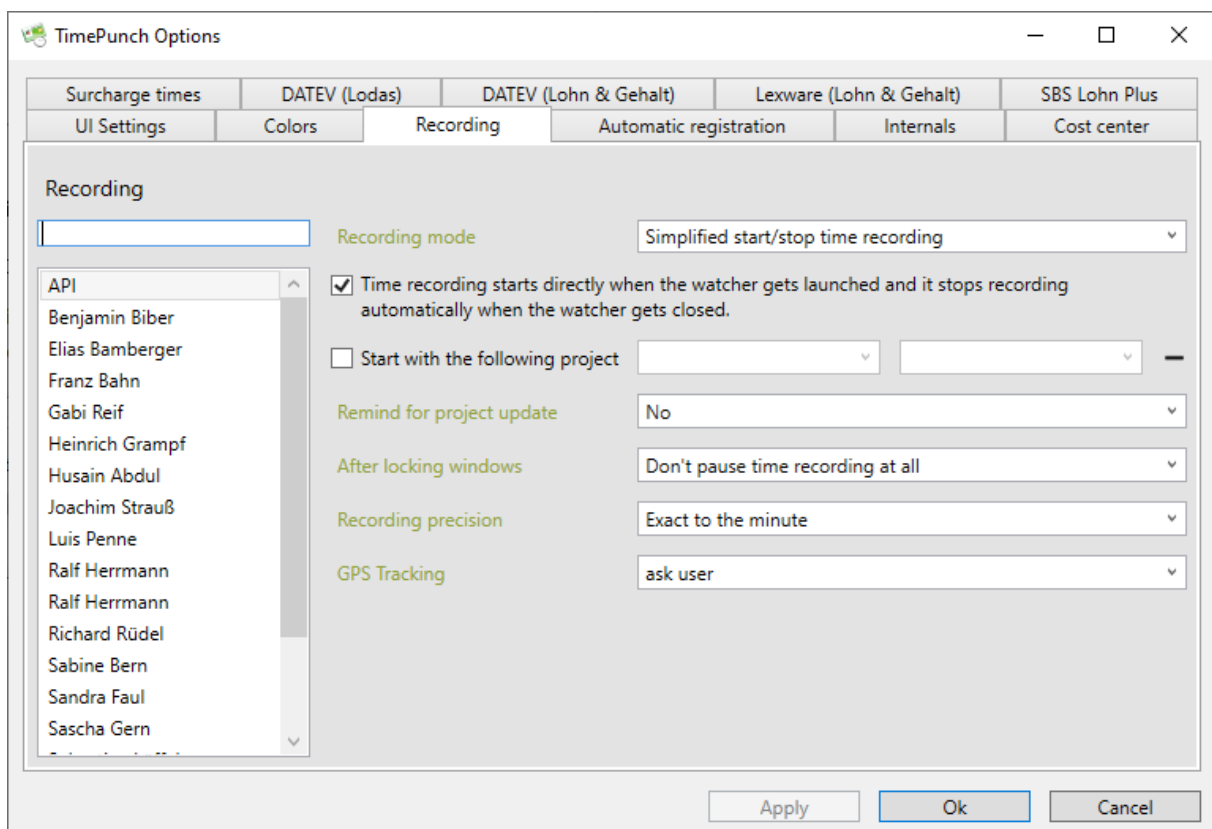 TimePunch Options
Surcharge times
DATEV (Lodas)
DATEV (Lohn & Gehalt)
Lexware (Lohn & Gehalt)
SBS Lohn Plus
UI Settings
Colors
Recording
Automatic registration
Internals
Cost center
Recording
API
Benjamin Biber
Elias Bamberger
Franz Bahn
Gabi Reif
Heinrich Grampf
Husain Abdul
Joachim Strauß
Luis Penne
Ralf Herrmann
Ralf Herrmann
Richard Rüdel
Sabine Bern
Sandra Faul
Sascha Gern
Recording mode
Simplified start/stop time recording
Time recording starts directly when the watcher gets launched and it stops recording
automatically when the watcher gets closed.
Start with the following project
Remind for project update
No
After locking windows
Don't pause time recording at all
Recording precision
Exact to the minute
GPS Tracking
ask user
Apply
Ok
Cancel